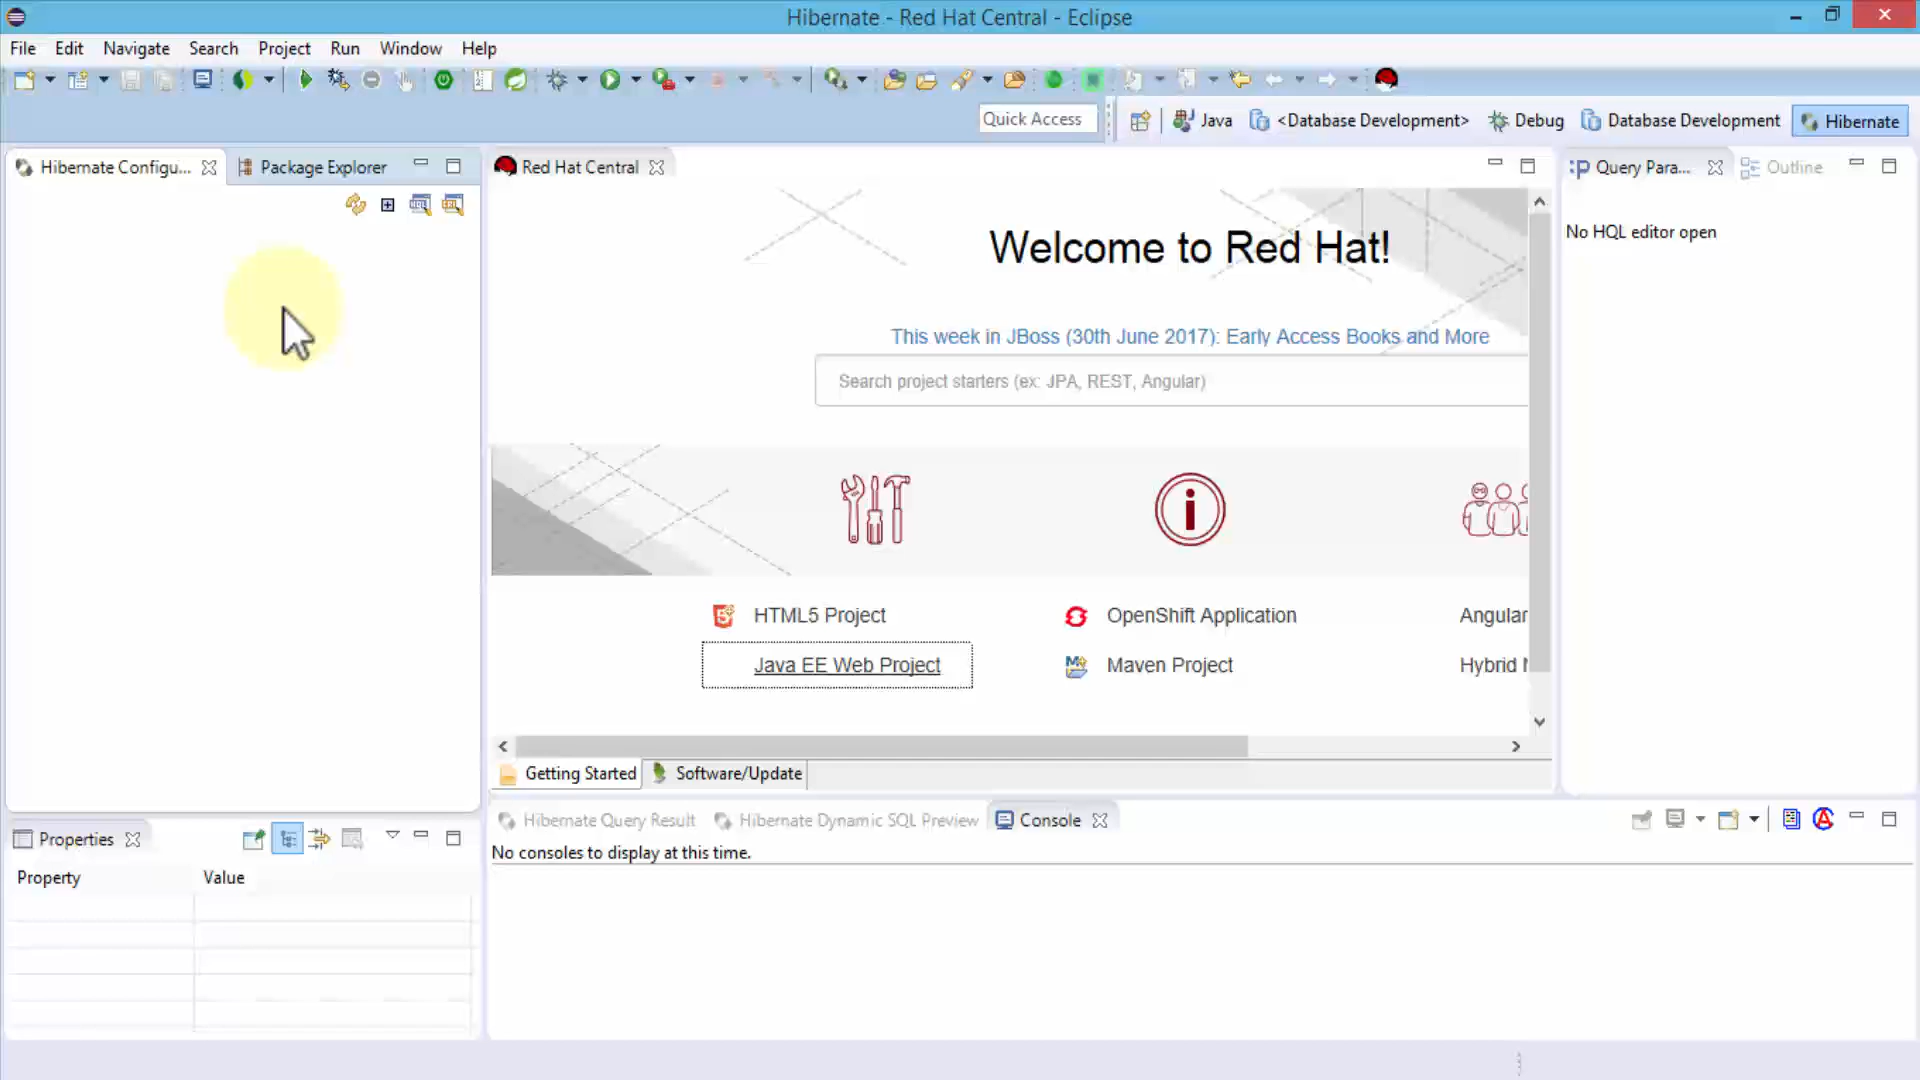 Hibernate - Red Hat Central - Eclipse
File Edit Navigate Search Project Run Window Help
Quick Access Java <Database Development> Debug Database Development Hibernate
Hibernate Configu... Package Explorer Red Hat Central Query Para... Outline
Welcome to Red Hat!
No HQL editor open
This week in JBoss (30th June 2017): Early Access Books and More
Search project starters (ex: JPA, REST, Angular)
HTML5 Project OpenShift Application Angular
Java EE Web Project Maven Project Hybrid
Getting Started Software/Update
Hibernate Query Result Hibernate Dynamic SQL Preview Console
No consoles to display at this time.
Properties
Property Value